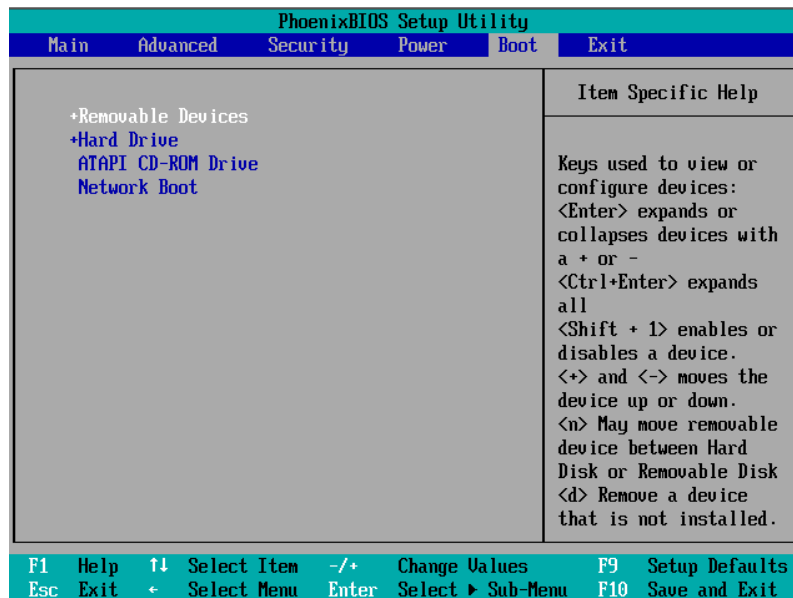 PhoenixBIOS Setup Utility
Main Advanced Security Power Boot Exit
+Removable Devices
+Hard Drive
ATAPI CD-ROM Drive
Network Boot
Item Specific Help
Keys used to view or
configure devices:
<Enter> expands or
collapses devices with
a + or -
<Ctrl+Enter> expands
all
<Shift + 1> enables or
disables a device.
<+> and <-> moves the
device up or down.
<n> May move removable
device between Hard
Disk or Removable Disk
<d> Remove a device
that is not installed.
F1 Help ↑↓ Select Item -/+ Change Values F9 Setup Defaults
Esc Exit ← Select Menu Enter Select ▶ Sub-Menu F10 Save and Exit